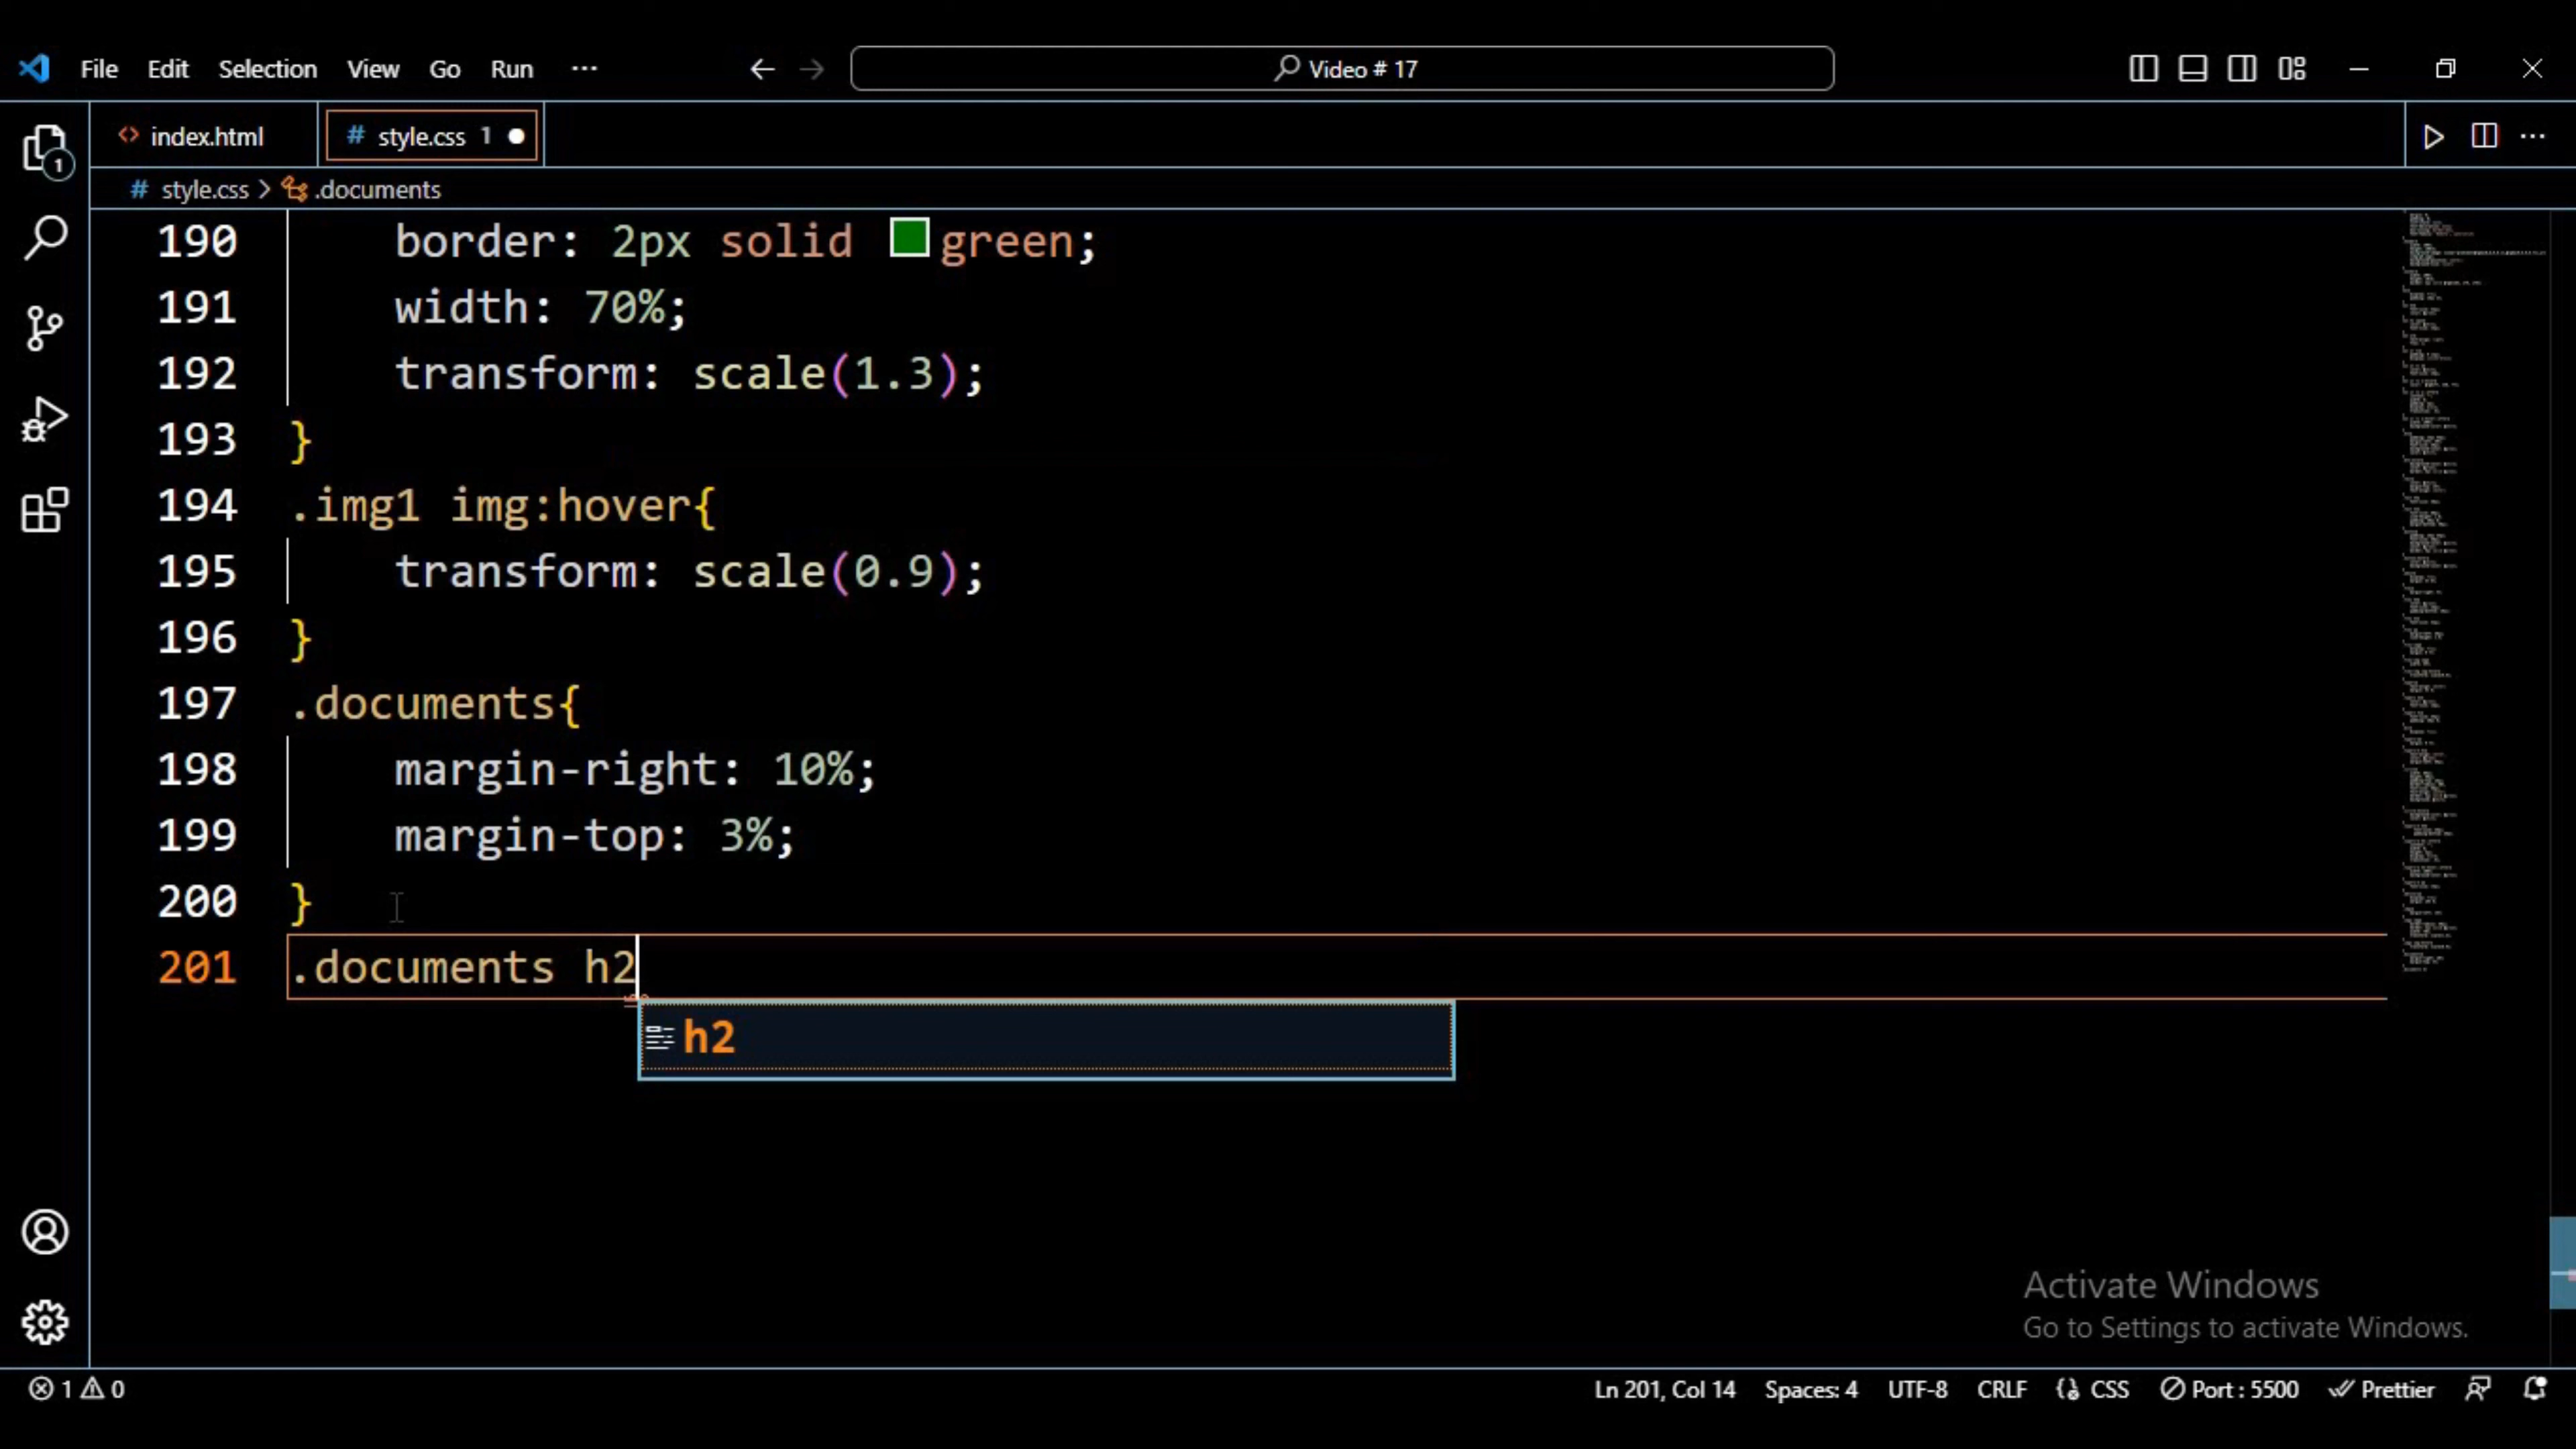 File Edit Selection View Go Run ··· Video # 17
index.html # style.css 1
# style.css > .documents
190 border: 2px solid green;
191 width: 70%;
192 transform: scale(1.3);
193 }
194 .img1 img:hover{
195 transform: scale(0.9);
196 }
197 .documents{
198 margin-right: 10%;
199 margin-top: 3%;
200 }
201 .documents h2
h2
1
Activate Windows
Go to Settings to activate Windows.
1 0 Ln 201, Col 14 Spaces: 4 UTF-8 CRLF CSS Port : 5500 Prettier